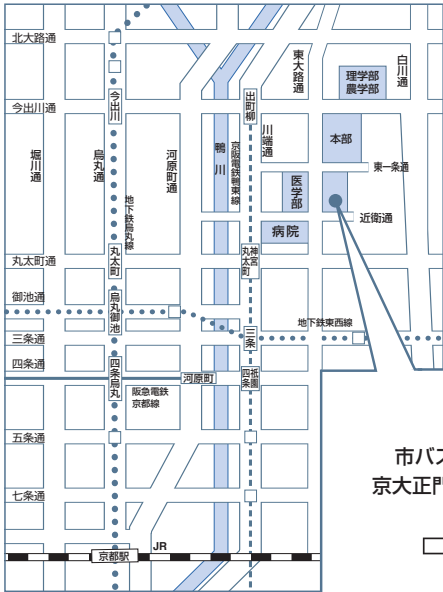 北大路通
今出川通
堀川通
烏丸通
今出川
地下鉄烏丸線
河原町通
鴨川
京阪電鉄鴨東線
出町柳
川端通
東大路通
白川通
理学部
農学部
本部
東一条通
医学部
近衛通
病院
丸太町通
丸太町
神宮丸太町
御池通
烏丸御池
三条通
三条
地下鉄東西線
四条通
四条烏丸
河原町
祇園四条
阪急電鉄
京都線
五条通
七条通
京都駅
JR
市バス
京大正門